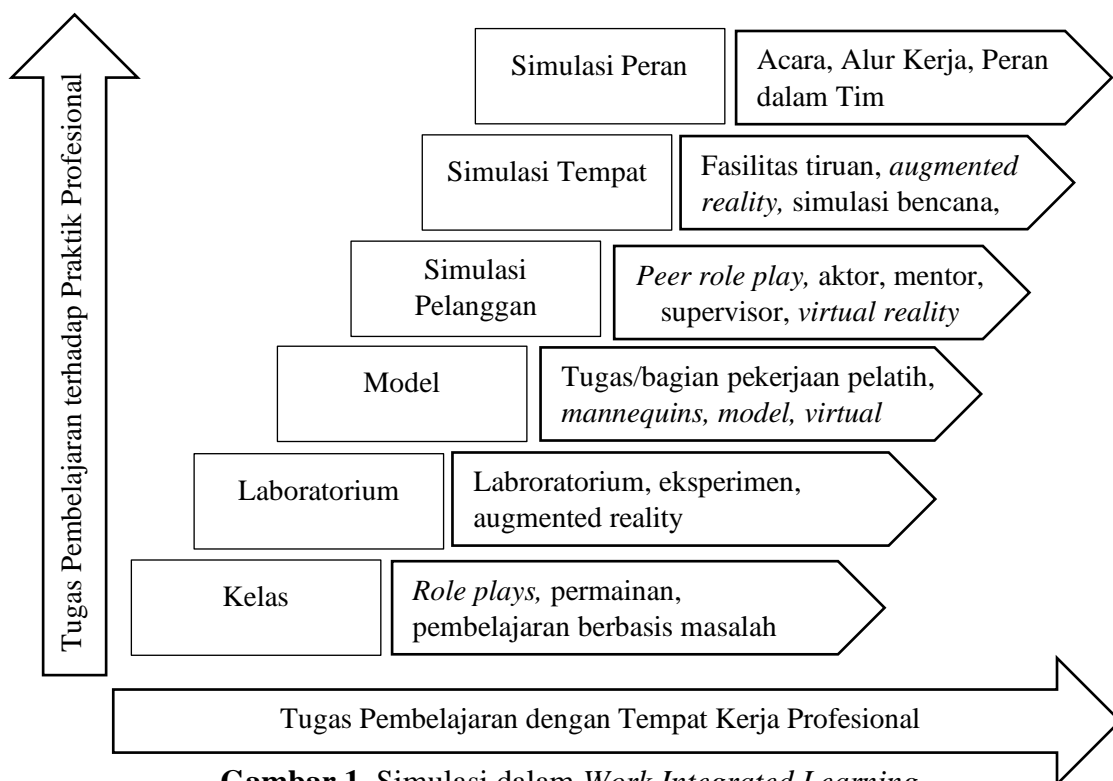 Tugas Pembelajaran terhadap Praktik Profesional
Simulasi Peran
Acara, Alur Kerja, Peran
dalam Tim
Simulasi Tempat
Fasilitas tiruan, augmented
reality, simulasi bencana,
Simulasi
Pelanggan
Peer role play, aktor, mentor,
supervisor, virtual reality
Model
Tugas/bagian pekerjaan pelatih,
mannequins, model, virtual
Laboratorium
Labroratorium, eksperimen,
augmented reality
Kelas
Role plays, permainan,
pembelajaran berbasis masalah
Tugas Pembelajaran dengan Tempat Kerja Profesional
Gambar 1. Simulasi dalam Work Integrated Learning